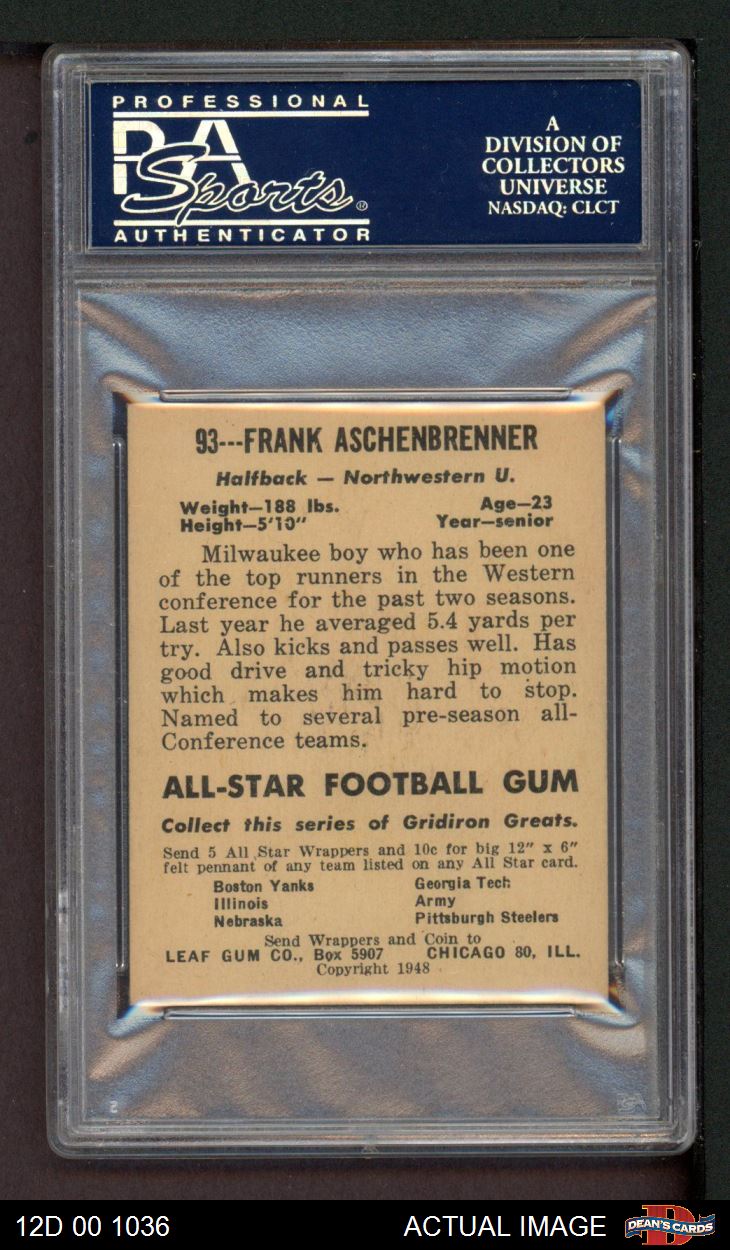 PROFESSIONAL
PSA
Sports®
AUTHENTICATOR
A
DIVISION OF
COLLECTORS
UNIVERSE
NASDAQ: CLCT
93---FRANK ASCHENBRENNER
Halfback — Northwestern U.
Weight—188 lbs. Age—23
Height—5'10" Year—senior
Milwaukee boy who has been one
of the top runners in the Western
conference for the past two seasons.
Last year he averaged 5.4 yards per
try. Also kicks and passes well. Has
good drive and tricky hip motion
which makes him hard to stop.
Named to several pre-season all-
Conference teams.
ALL-STAR FOOTBALL GUM
Collect this series of Gridiron Greats.
Send 5 All Star Wrappers and 10c for big 12" x 6"
felt pennant of any team listed on any All Star card.
Boston Yanks Georgia Tech
Illinois Army
Nebraska Pittsburgh Steelers
Send Wrappers and Coin to
LEAF GUM CO., Box 5907 CHICAGO 80, ILL.
Copyright 1948
2
PSA
12D 00 1036 ACTUAL IMAGE DEAN'S CARDS